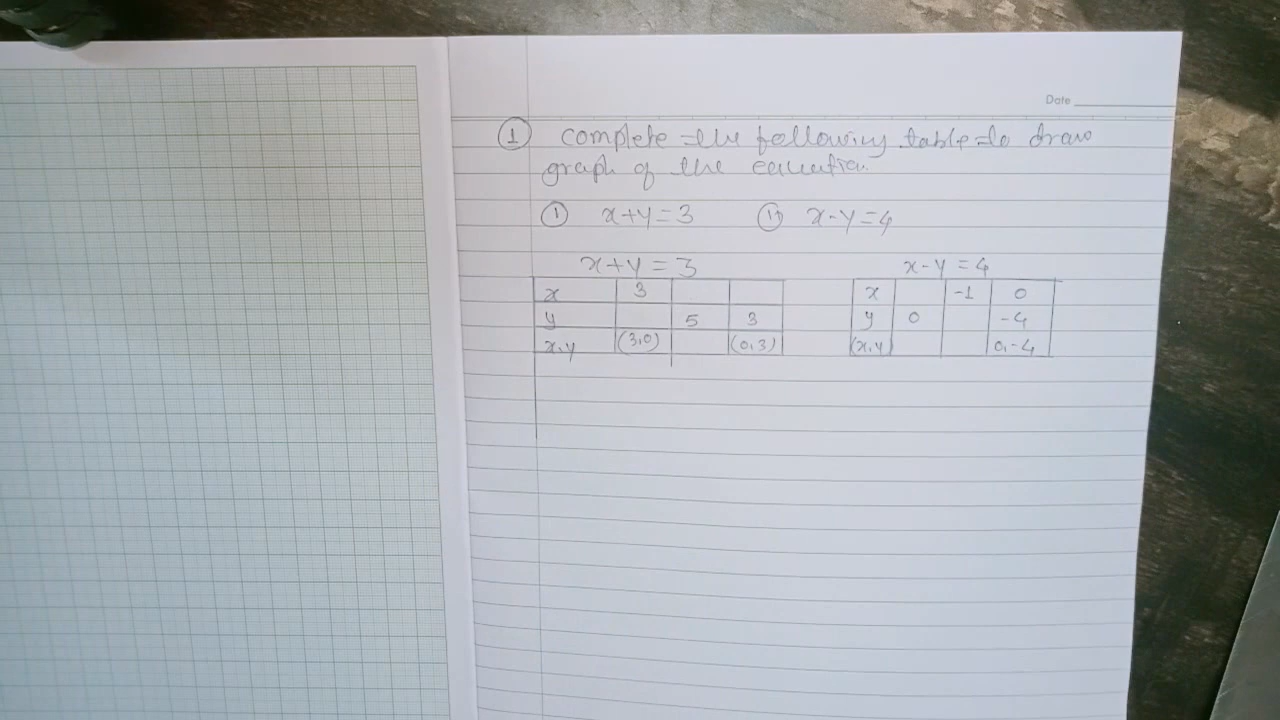 Date
① complete the following table to draw
graph of the equation
① x+y=3 ⑪ x-y=4
x+y=3 x-y=4
x 3 x -1 0
y 5 3 y 0 -4
x,y (3,0) (0,3) (x,y) 0,-4